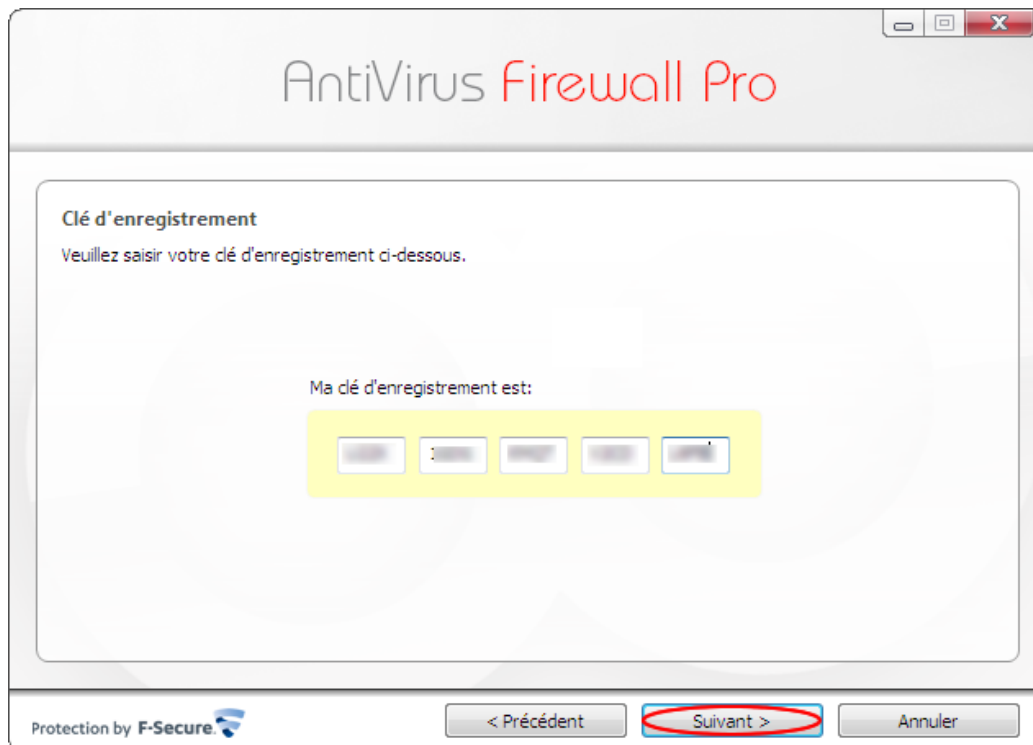 AntiVirus Firewall Pro
Clé d'enregistrement
Veuillez saisir votre clé d'enregistrement ci-dessous.
Ma clé d'enregistrement est:
Protection by F-Secure.
< Précédent
Suivant >
Annuler